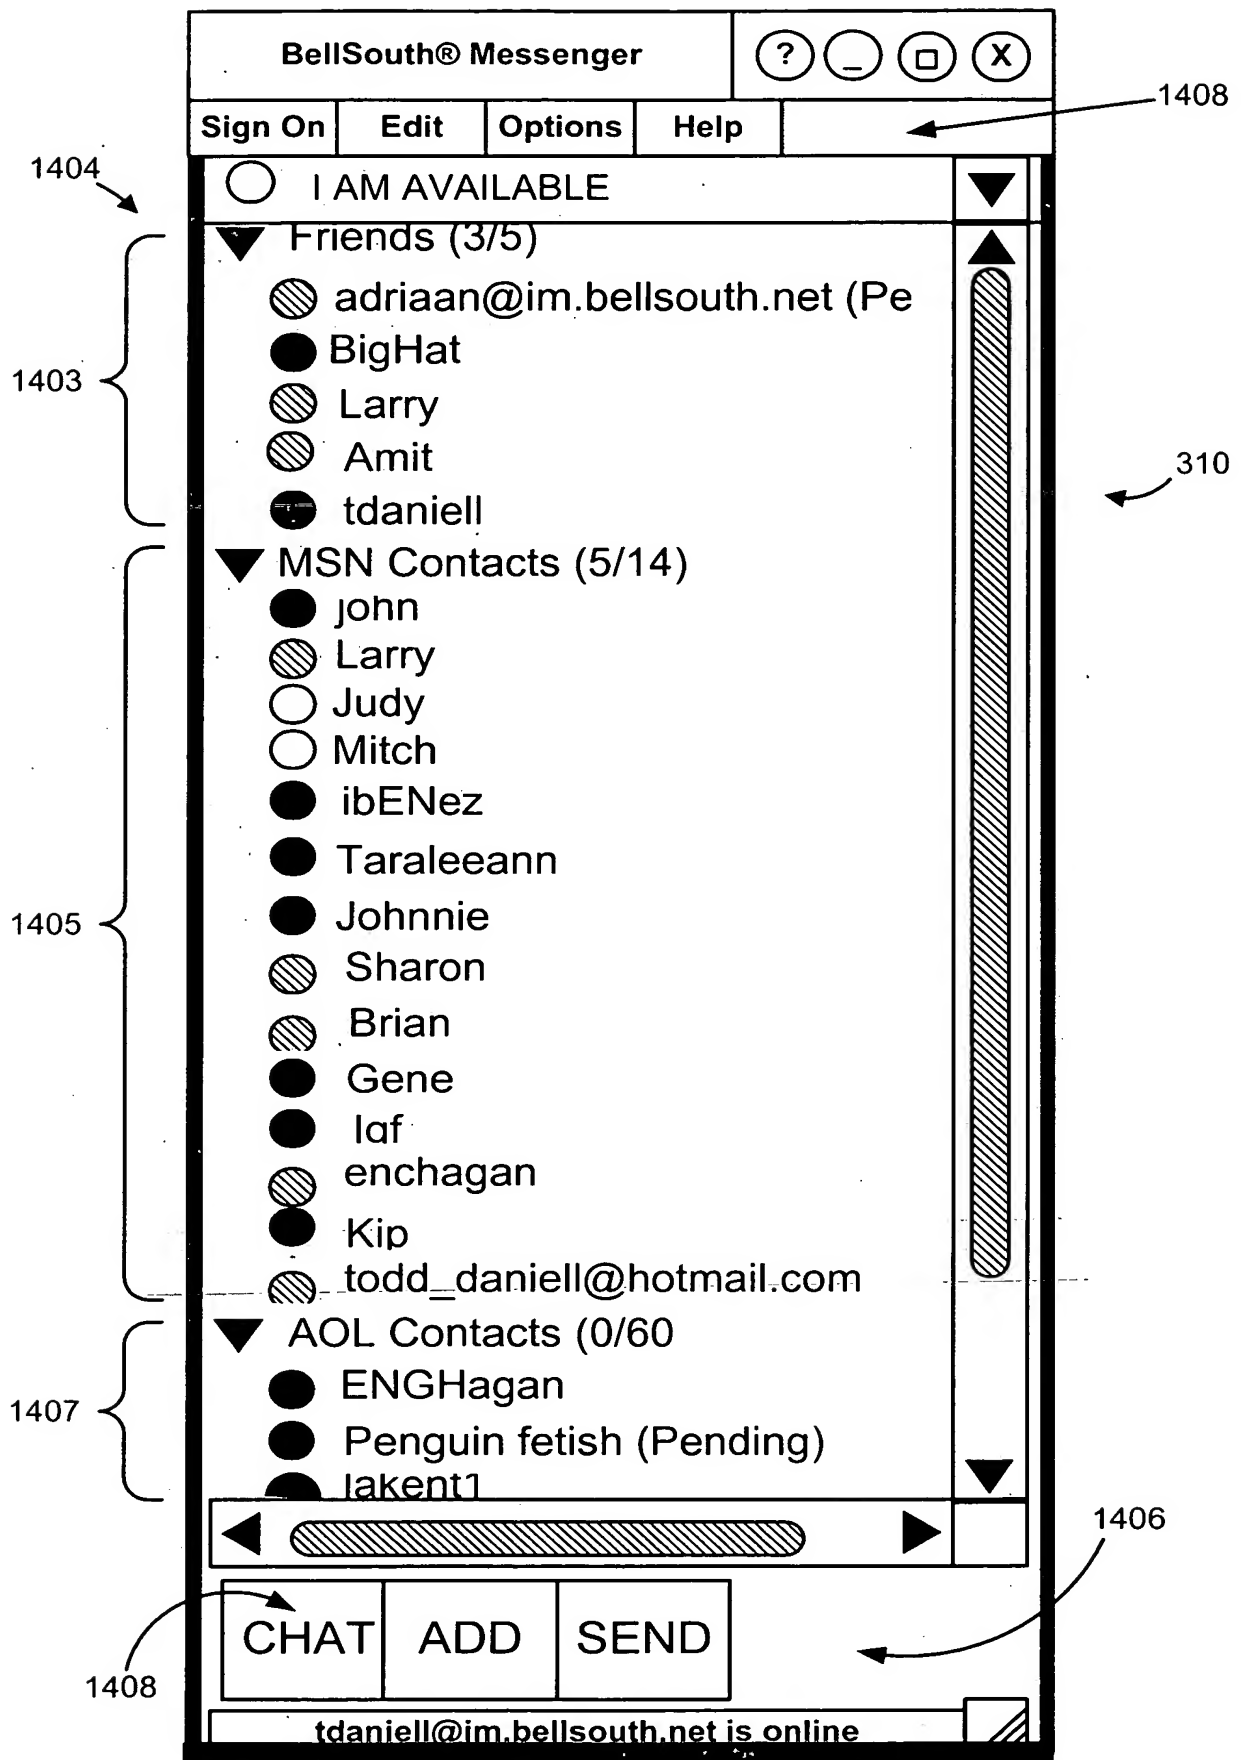 BellSouth® Messenger ? _ □ X
1408
Sign On Edit Options Help
1404
I AM AVAILABLE
Friends (3/5)
adriaan@im.bellsouth.net (Pe
BigHat
1403
Larry
Amit
310
tdaniell
MSN Contacts (5/14)
john
Larry
Judy
Mitch
ibENez
Taraleeann
1405
Johnnie
Sharon
Brian
Gene
enchagan
Kip
todd_daniell@hotmail.com
AOL Contacts (0/60
ENGHagan
1407
Penguin fetish (Pending)
lakent1
1406
CHAT ADD SEND
1408
tdaniell@im.bellsouth.net is online